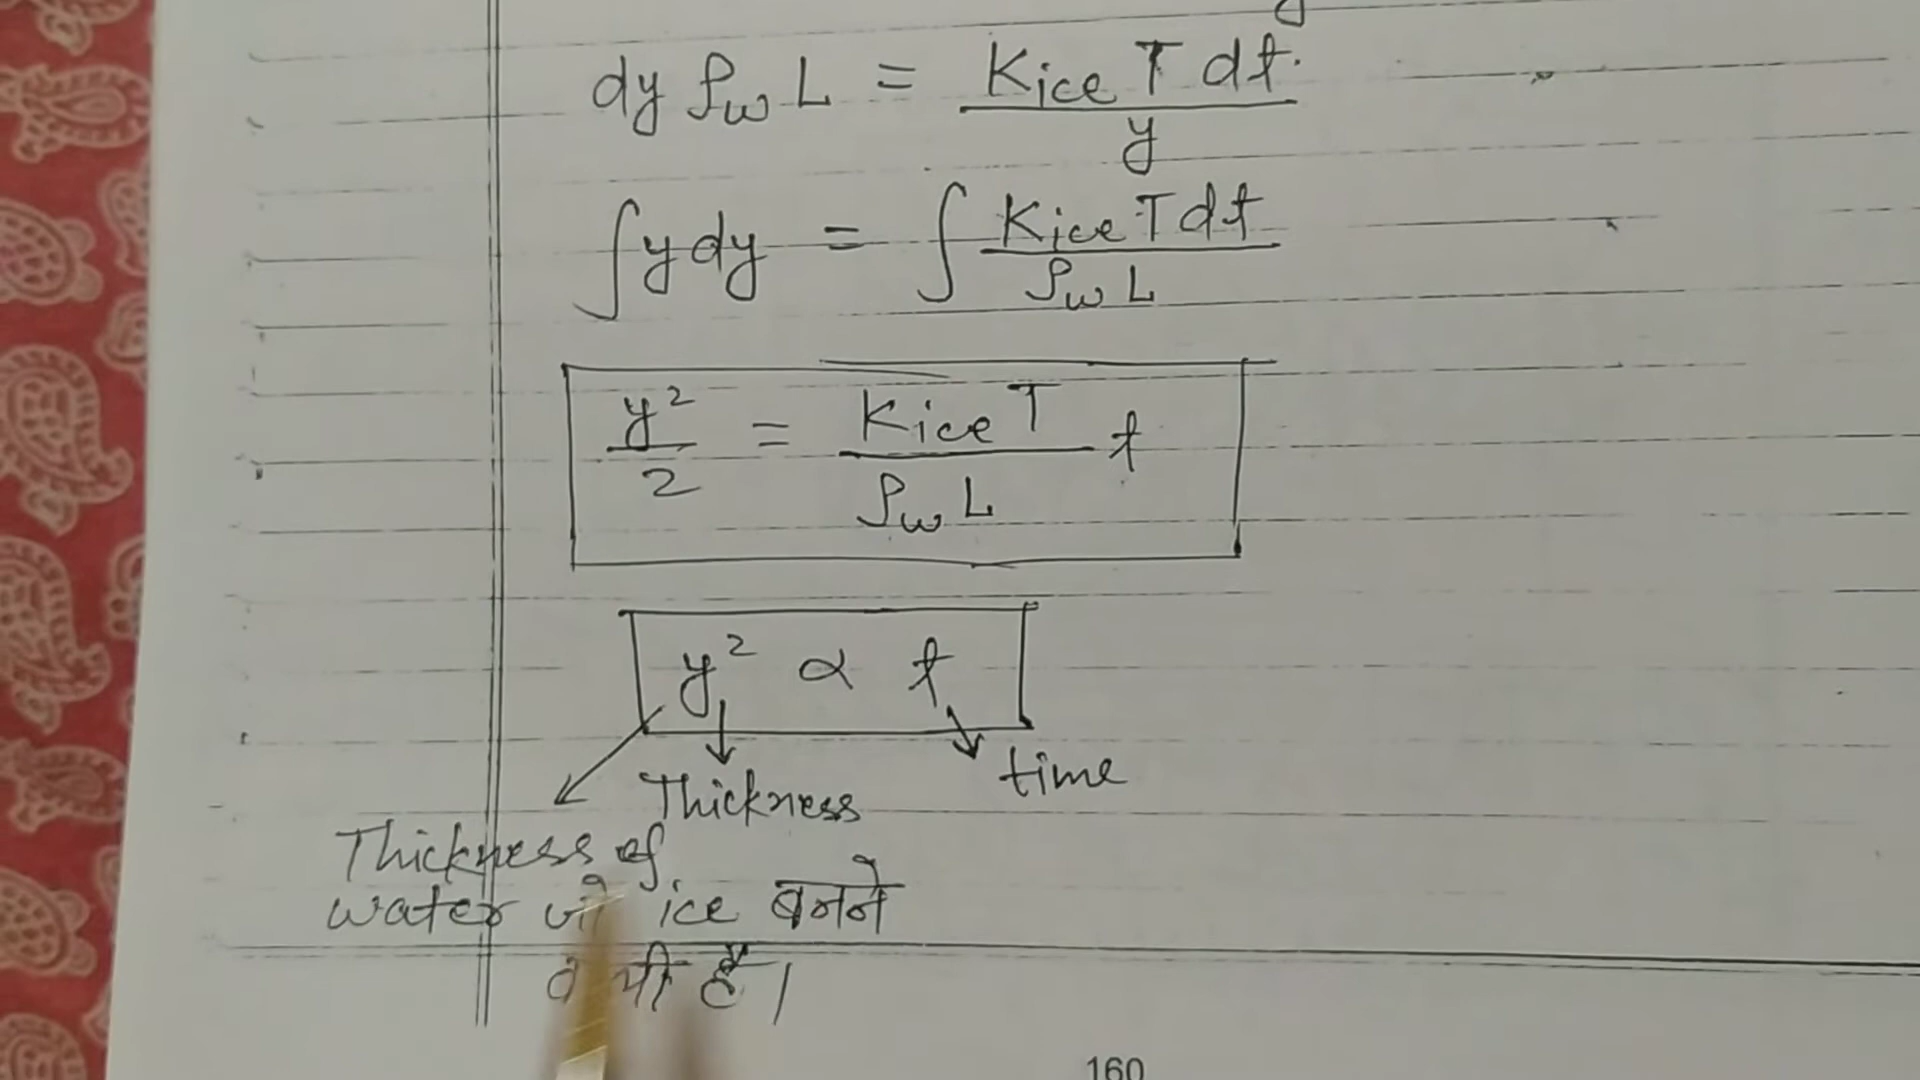 dy ρw L = Kice T dt / y
∫ y dy = ∫ Kice T dt / ρw L
y² / 2 = Kice T / ρw L t
y² ∝ t
Thickness
time
Thickness of
water जो ice बनने
है।
160